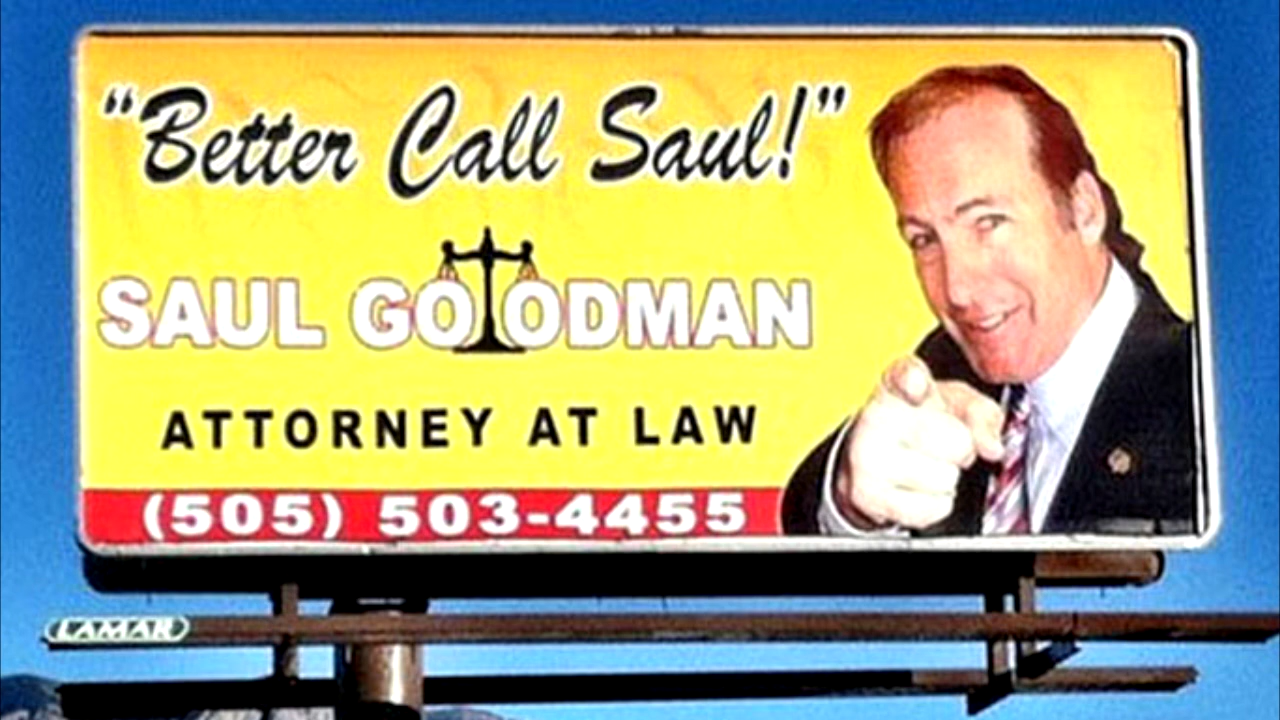 "Better Call Saul!"
SAUL GOODMAN
ATTORNEY AT LAW
(505) 503-4455
LAMAR